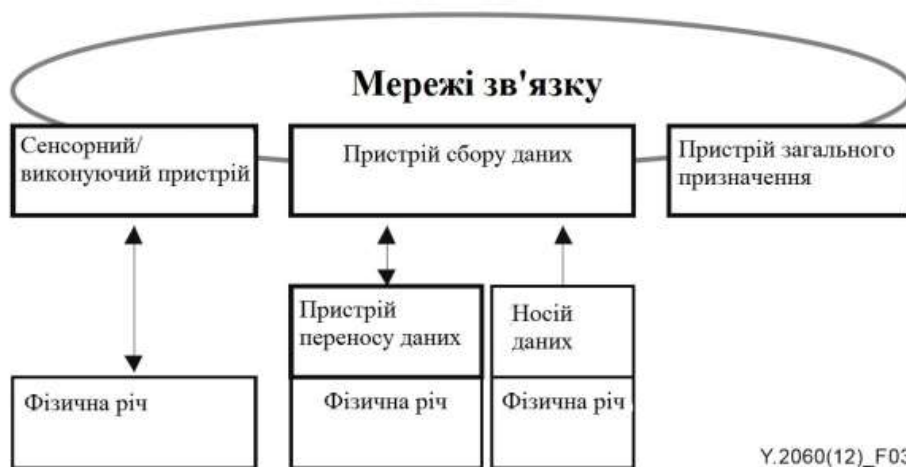 Мережі зв'язку
Сенсорний/
виконуючий пристрій
Пристрій сбору даних
Пристрій загального
призначення
Пристрій
переносу даних
Носій
даних
Фізична річ
Фізична річ
Фізична річ
Y.2060(12)_F03